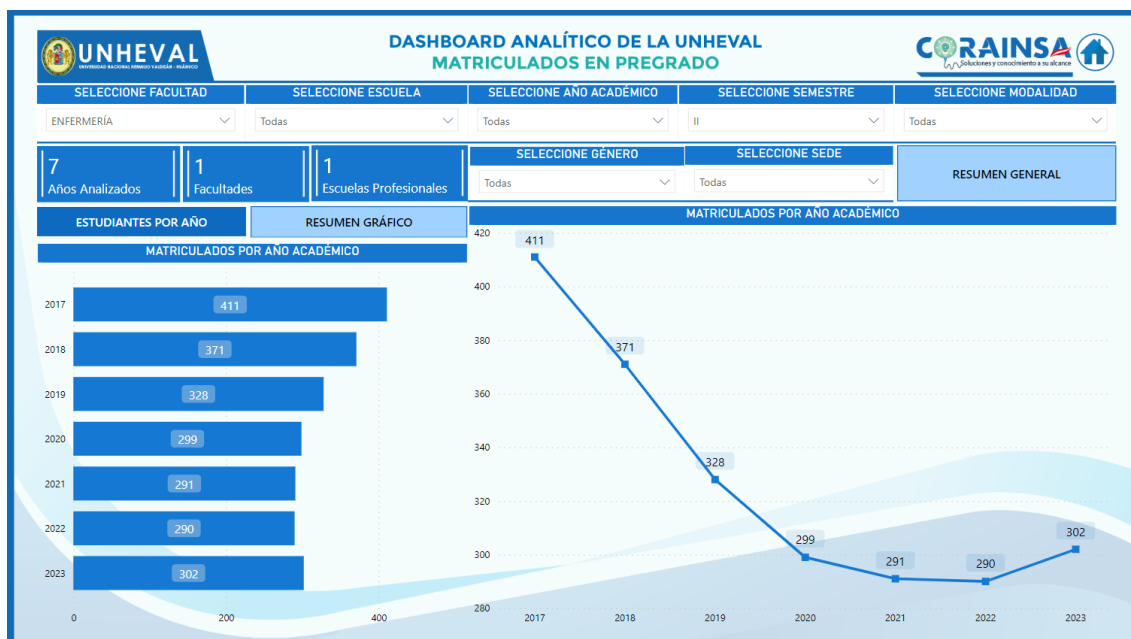 UNHEVAL
UNIVERSIDAD NACIONAL HERMILIO VALDIZÁN - HUÁNUCO
DASHBOARD ANALÍTICO DE LA UNHEVAL
MATRICULADOS EN PREGRADO
CORAINSA
Soluciones y conocimiento a su alcance
SELECCIONE FACULTAD
SELECCIONE ESCUELA
SELECCIONE AÑO ACADÉMICO
SELECCIONE SEMESTRE
SELECCIONE MODALIDAD
ENFERMERÍA
Todas
Todas
II
Todas
7
Años Analizados
1
Facultades
1
Escuelas Profesionales
SELECCIONE GÉNERO
SELECCIONE SEDE
Todas
Todas
RESUMEN GENERAL
ESTUDIANTES POR AÑO
RESUMEN GRÁFICO
MATRICULADOS POR AÑO ACADÉMICO
2017
411
2018
371
2019
328
2020
299
2021
291
2022
290
2023
302
0
200
400
MATRICULADOS POR AÑO ACADÉMICO
420
400
380
360
340
320
300
280
411
371
328
299
291
290
302
2017
2018
2019
2020
2021
2022
2023